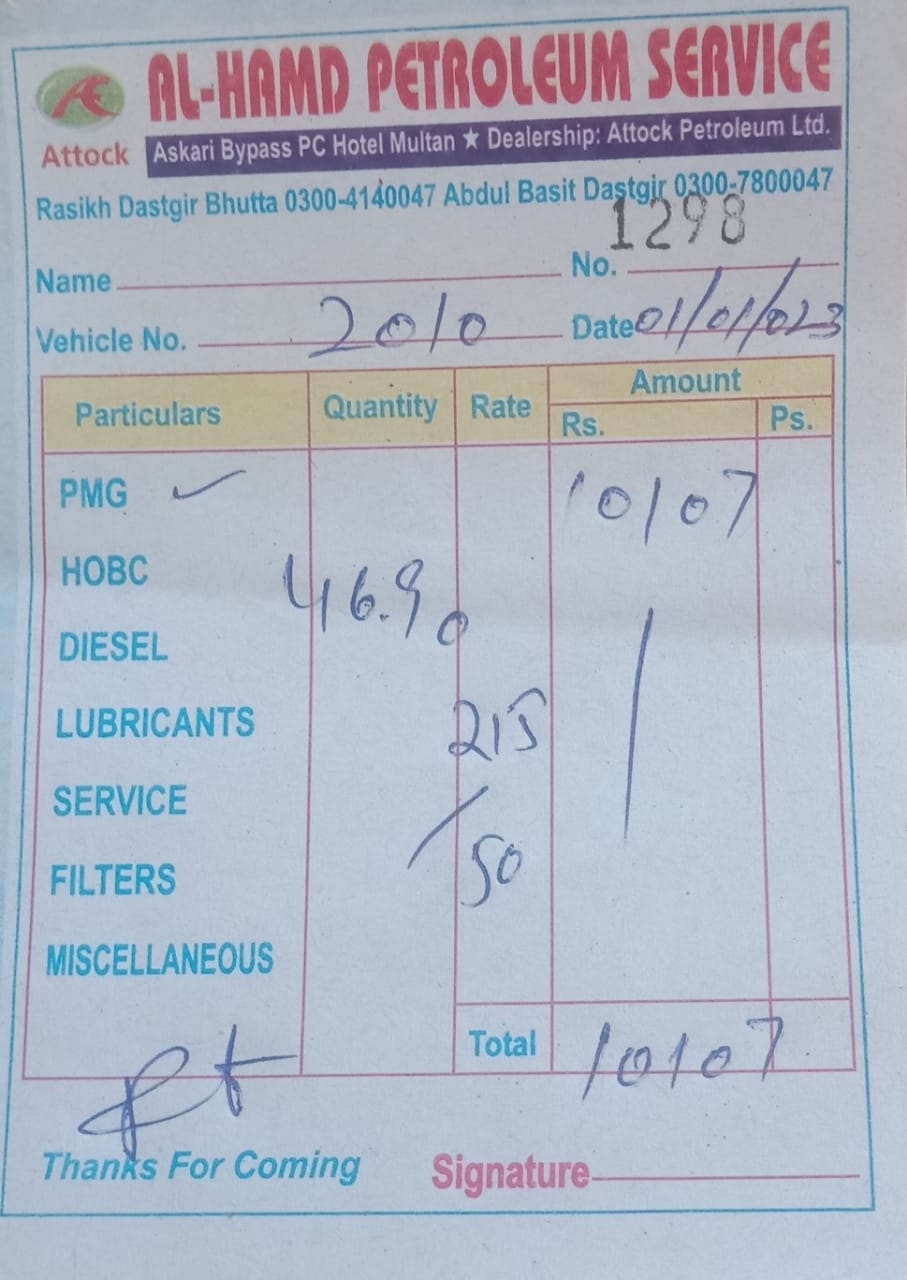 AL-HAMD PETROLEUM SERVICE
Attock
Askari Bypass PC Hotel Multan ★ Dealership: Attock Petroleum Ltd.
Rasikh Dastgir Bhutta 0300-4140047 Abdul Basit Dastgir 0300-7800047
Name No. 1298
Vehicle No. 2010 Date 01/01/023
Particulars Quantity Rate Amount
Rs. Ps.
PMG ✓ 10107
HOBC 46.90
DIESEL
LUBRICANTS 215
SERVICE
FILTERS /50
MISCELLANEOUS
Total 10107
Thanks For Coming Signature